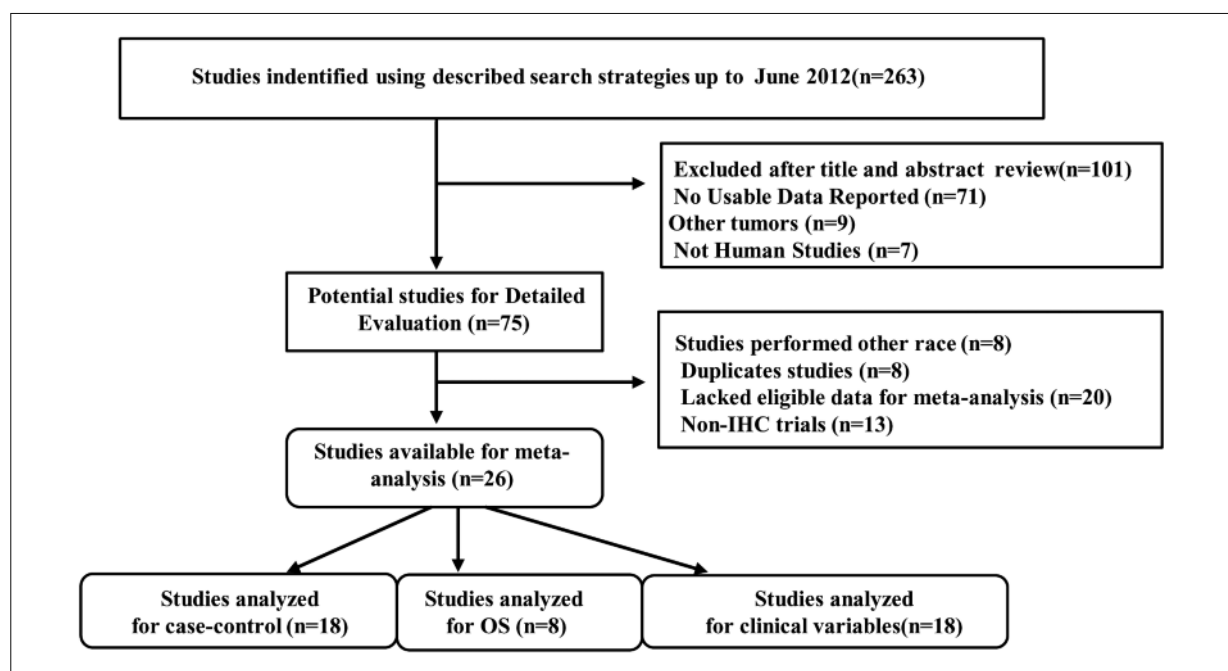 Studies indentified using described search strategies up to June 2012(n=263)
Excluded after title and abstract review(n=101)
No Usable Data Reported (n=71)
Other tumors (n=9)
Not Human Studies (n=7)
Potential studies for Detailed
Evaluation (n=75)
Studies performed other race (n=8)
Duplicates studies (n=8)
Lacked eligible data for meta-analysis (n=20)
Non-IHC trials (n=13)
Studies available for meta-
analysis (n=26)
Studies analyzed
for case-control (n=18)
Studies analyzed
for OS (n=8)
Studies analyzed
for clinical variables(n=18)